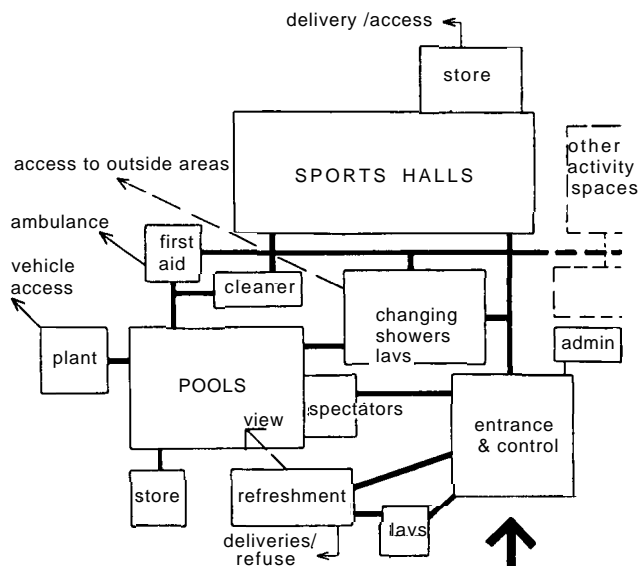 delivery /access
store
SPORTS HALLS
other
activity
spaces
access to outside areas
ambulance
first
aid
vehicle
access
cleaner
changing
showers
lavs
plant
admin
POOLS
spectators
view
entrance
& control
store
refreshment
lavs
deliveries/
refuse